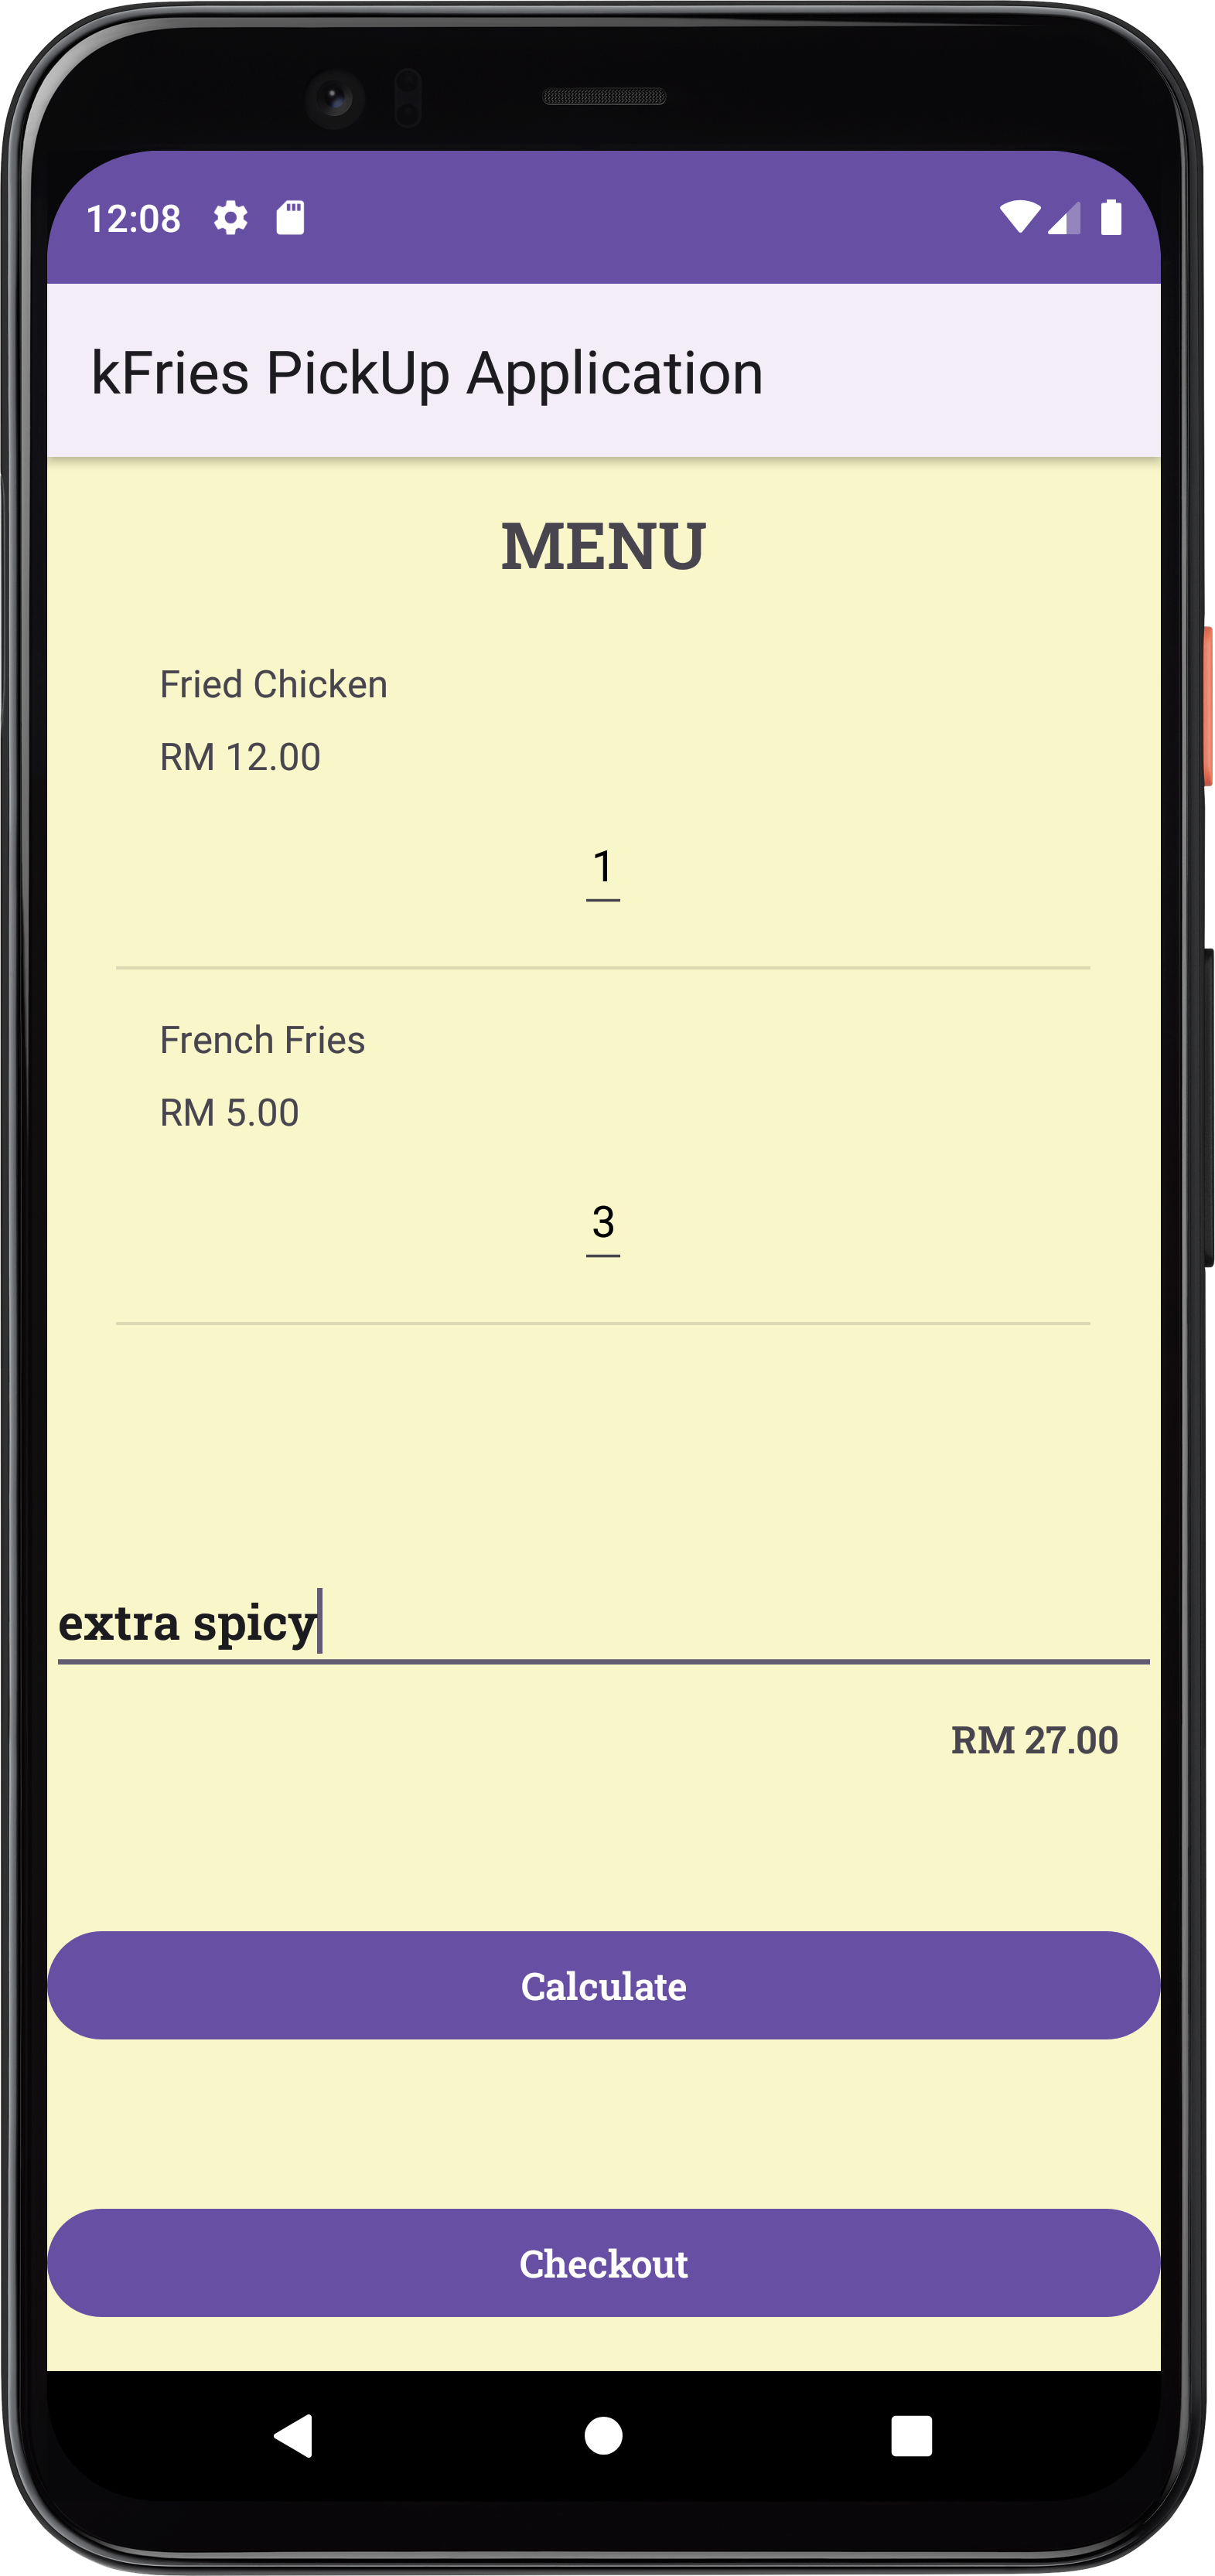 12:08
kFries PickUp Application
MENU
Fried Chicken
RM 12.00
1
French Fries
RM 5.00
3
extra spicy
RM 27.00
Calculate
Checkout